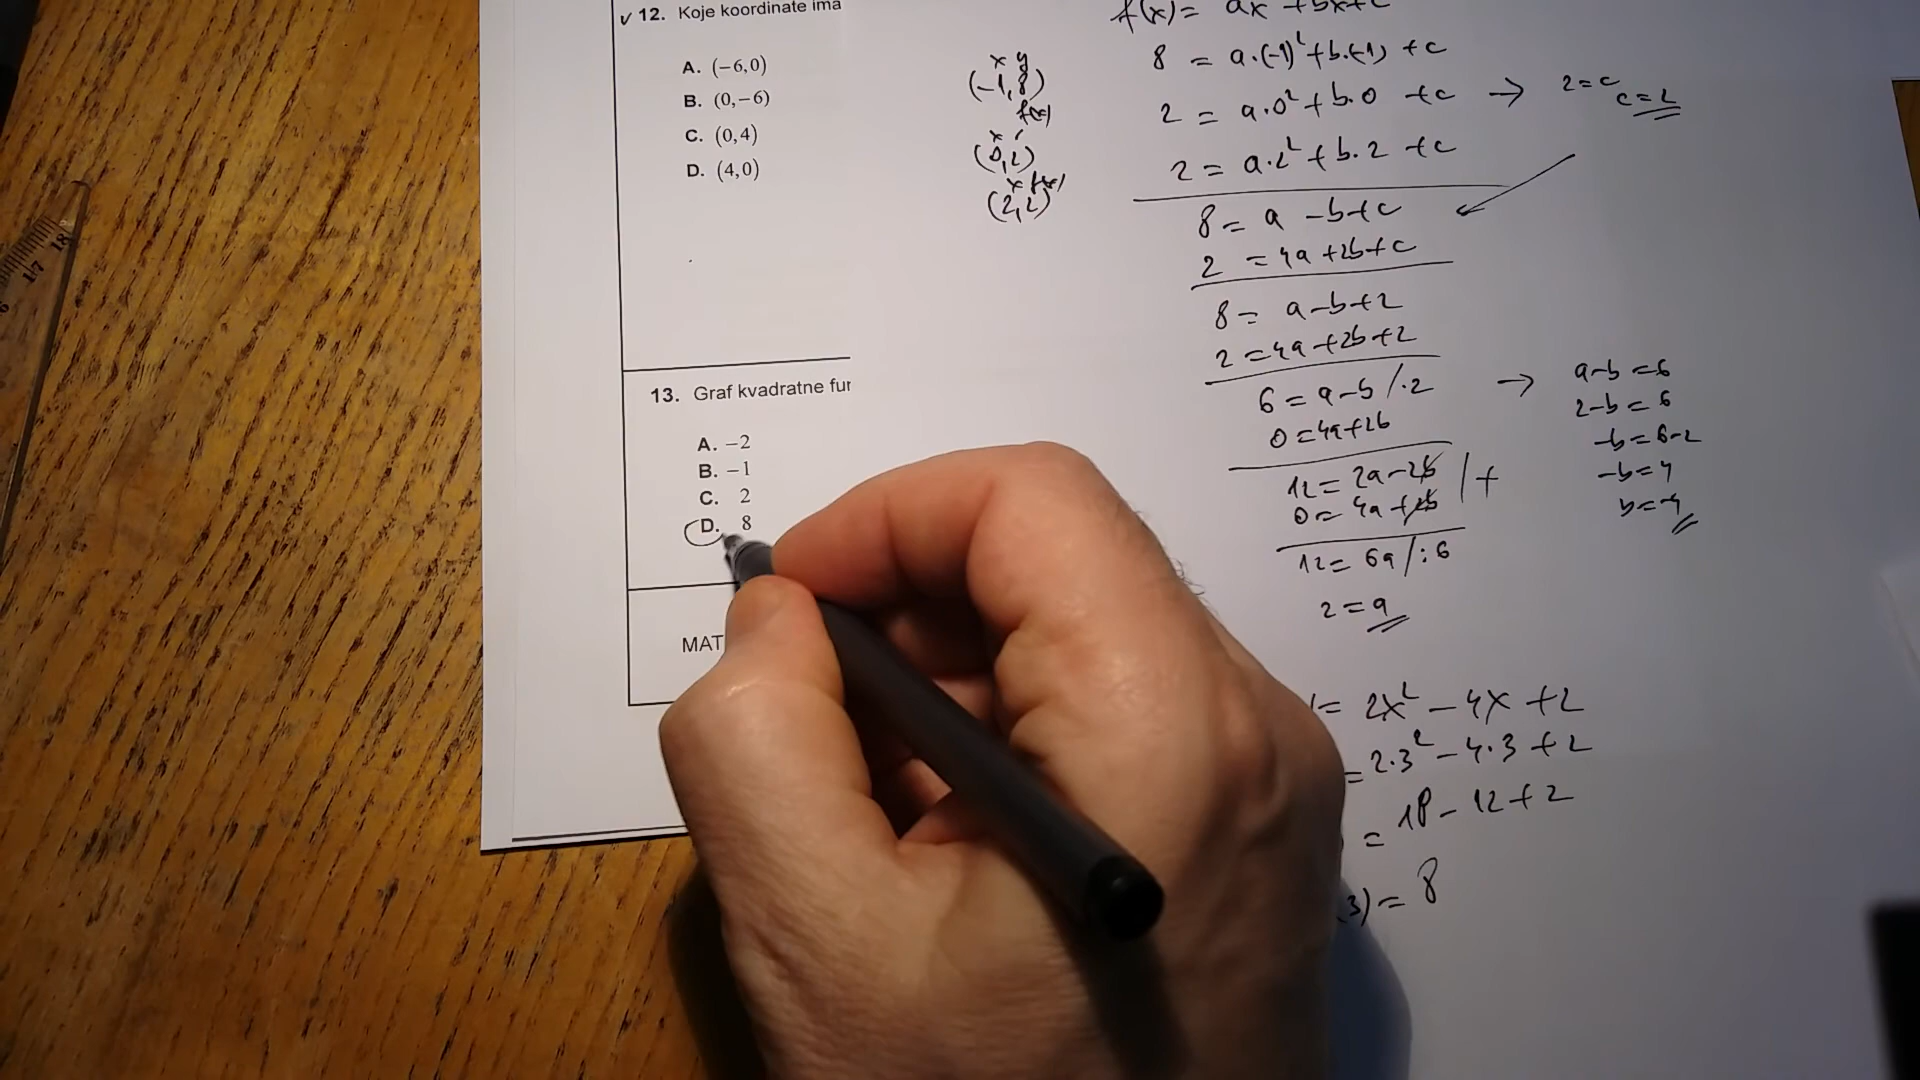 ✓ 12. Koje koordinate ima
A. (−6,0)
B. (0,−6)
C. (0,4)
D. (4,0)
13. Graf kvadratne fur
A. −2
B. −1
C. 2
D. 8
MAT
18
17
x y
(−1,8)
f(x)
x
(0,2)
x f(x)
(2,2)
f(x) = ax + bx + c
8 = a·(−1)² + b·(−1) + c
2 = a·0² + b·0 + c → 2 = c
c = 2
2 = a·2² + b·2 + c
8 = a − b + c
2 = 4a + 2b + c
8 = a − b + 2
2 = 4a + 2b + 2
6 = a − b /·2 → a − b = 6
0 = 4a + 2b
2 − b = 6
−b = 6 − 2
−b = 4
b = −4
12 = 2a − 2b
0 = 4a + 2b /+
12 = 6a /:6
2 = a
= 2x² − 4x + 2
= 2·3² − 4·3 + 2
= 18 − 12 + 2
(3) = 8